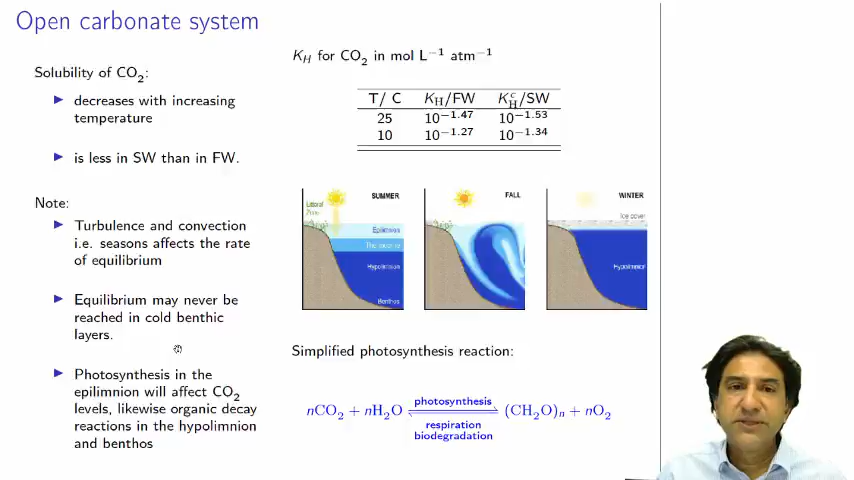 Open carbonate system
Solubility of CO₂:
decreases with increasing
temperature
is less in SW than in FW.
Note:
Turbulence and convection
i.e. seasons affects the rate
of equilibrium
Equilibrium may never be
reached in cold benthic
layers.
Photosynthesis in the
epilimnion will affect CO₂
levels, likewise organic decay
reactions in the hypolimnion
and benthos
K_H for CO₂ in mol L⁻¹ atm⁻¹
T/ C K_H/FW K_H^c/SW
25 10^−1.47 10^−1.53
10 10^−1.27 10^−1.34
SUMMER
Littoral
Zone
Epilimnion
Hypolimnion
Benthos
FALL
WINTER
Ice cover
Hypolimnion
Simplified photosynthesis reaction:
nCO₂ + nH₂O ⇌ (CH₂O)ₙ + nO₂
photosynthesis
respiration
biodegradation